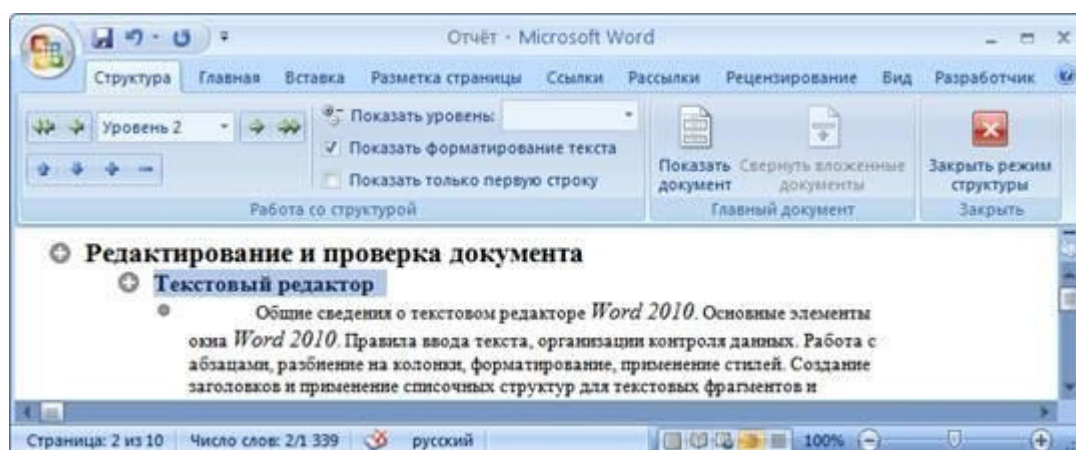 Отчёт - Microsoft Word
Структура Главная Вставка Разметка страницы Ссылки Рассылки Рецензирование Вид Разработчик
Уровень 2
Показать уровень:
Показать форматирование текста
Показать только первую строку
Показать документ
Свернуть вложенные документы
Закрыть режим структуры
Работа со структурой Главный документ Закрыть
Редактирование и проверка документа
Текстовый редактор
Общие сведения о текстовом редакторе Word 2010. Основные элементы
окна Word 2010. Правила ввода текста, организации контроля данных. Работа с
абзацами, разбиение на колонки, форматирование, применение стилей. Создание
заголовков и применение списочных структур для текстовых фрагментов и
Страница: 2 из 10 Число слов: 2/1 339 русский 100%